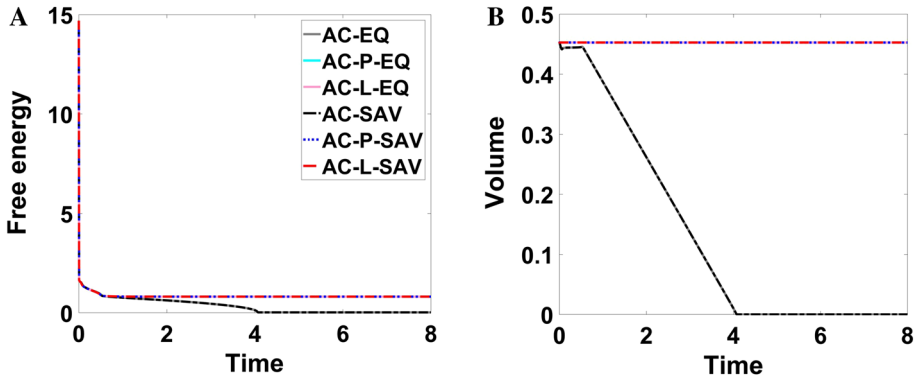 A
15
10
5
0
Free energy
0 2 4 6 8
Time
AC-EQ
AC-P-EQ
AC-L-EQ
AC-SAV
AC-P-SAV
AC-L-SAV
B
0.5
0.4
0.3
0.2
0.1
0
Volume
0 2 4 6 8
Time